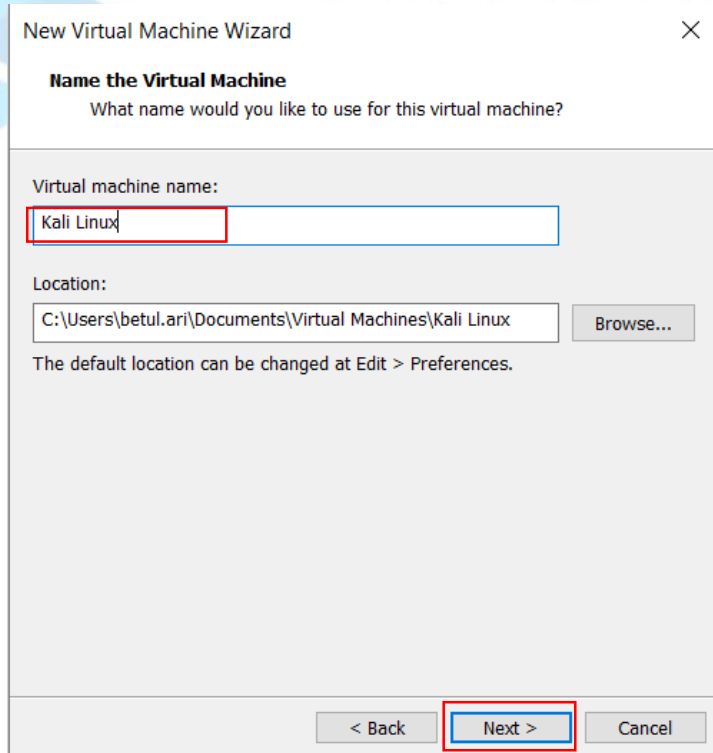 New Virtual Machine Wizard
Name the Virtual Machine
What name would you like to use for this virtual machine?
Virtual machine name:
Kali Linux
Location:
C:\Users\betul.ari\Documents\Virtual Machines\Kali Linux
Browse...
The default location can be changed at Edit > Preferences.
< Back
Next >
Cancel